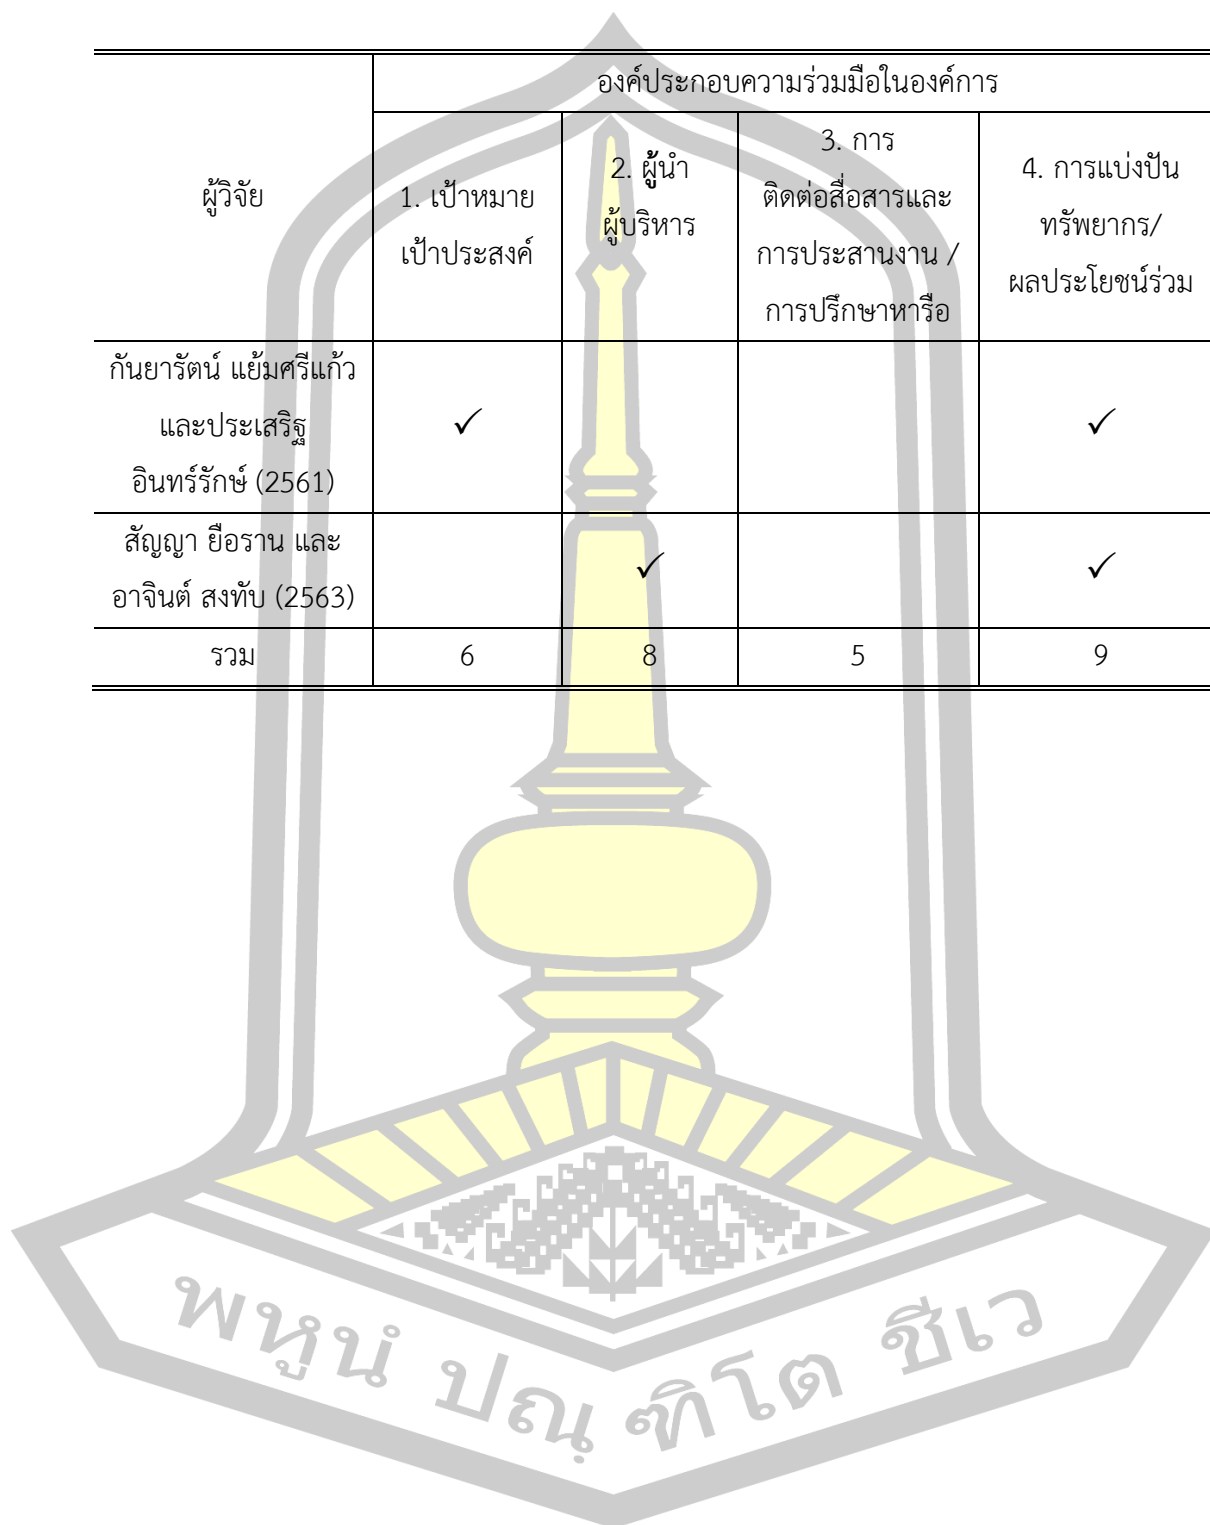 ผู้วิจัย
องค์ประกอบความร่วมมือในองค์การ
1. เป้าหมาย
เป้าประสงค์
2. ผู้นำ
ผู้บริหาร
3. การ
ติดต่อสื่อสารและ
การประสานงาน /
การปรึกษาหารือ
4. การแบ่งปัน
ทรัพยากร/
ผลประโยชน์ร่วม
กันยารัตน์ แย้มศรีแก้ว
และประเสริฐ
อินทร์รักษ์ (2561)
✓ ✓
สัญญา ยือราน และ
อาจินต์ สงทับ (2563)
✓ ✓
รวม 6 8 5 9
พหูนํ ปณฺฑิโต ชีเว